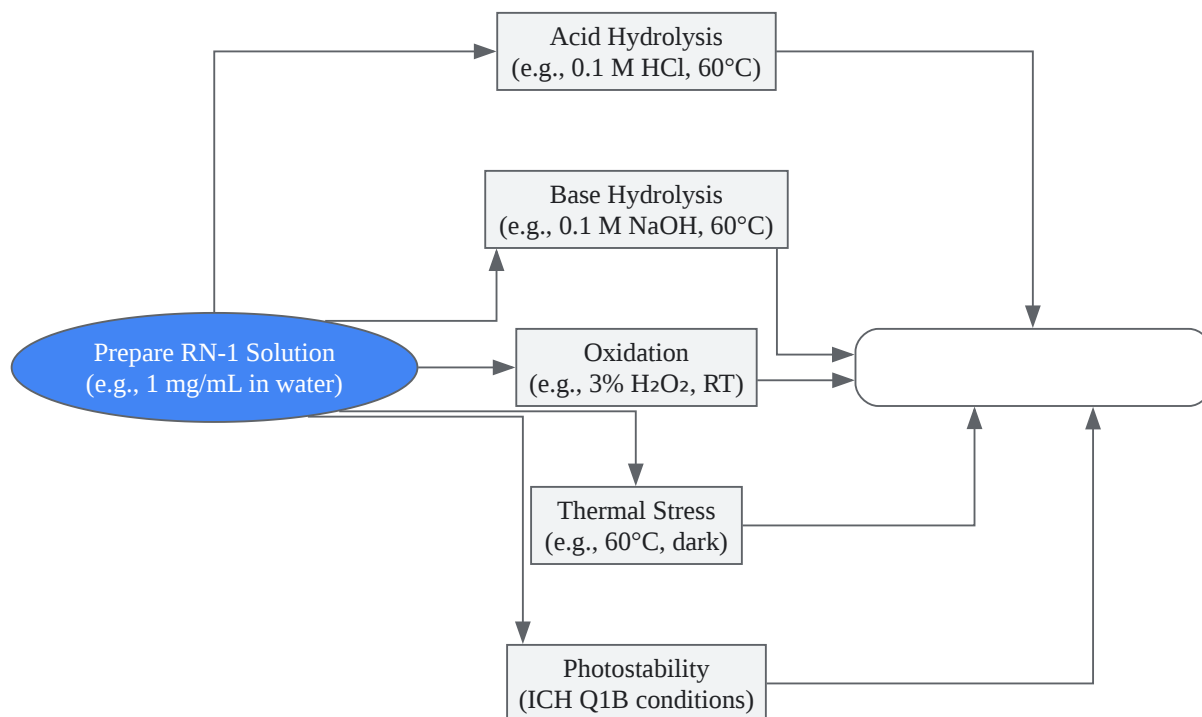 Acid Hydrolysis
(e.g., 0.1 M HCl, 60°C)
Base Hydrolysis
(e.g., 0.1 M NaOH, 60°C)
Prepare RN-1 Solution
(e.g., 1 mg/mL in water)
Oxidation
(e.g., 3% H₂O₂, RT)
Thermal Stress
(e.g., 60°C, dark)
Photostability
(ICH Q1B conditions)